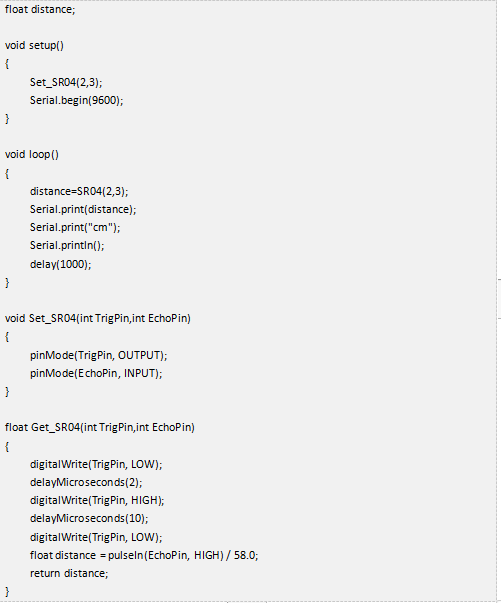 float distance;
void setup()
{
Set_SR04(2,3);
Serial.begin(9600);
}
void loop()
{
distance=SR04(2,3);
Serial.print(distance);
Serial.print("cm");
Serial.println();
delay(1000);
}
void Set_SR04(int TrigPin,int EchoPin)
{
pinMode(TrigPin, OUTPUT);
pinMode(EchoPin, INPUT);
}
float Get_SR04(int TrigPin,int EchoPin)
{
digitalWrite(TrigPin, LOW);
delayMicroseconds(2);
digitalWrite(TrigPin, HIGH);
delayMicroseconds(10);
digitalWrite(TrigPin, LOW);
float distance = pulseIn(EchoPin, HIGH) / 58.0;
return distance;
}